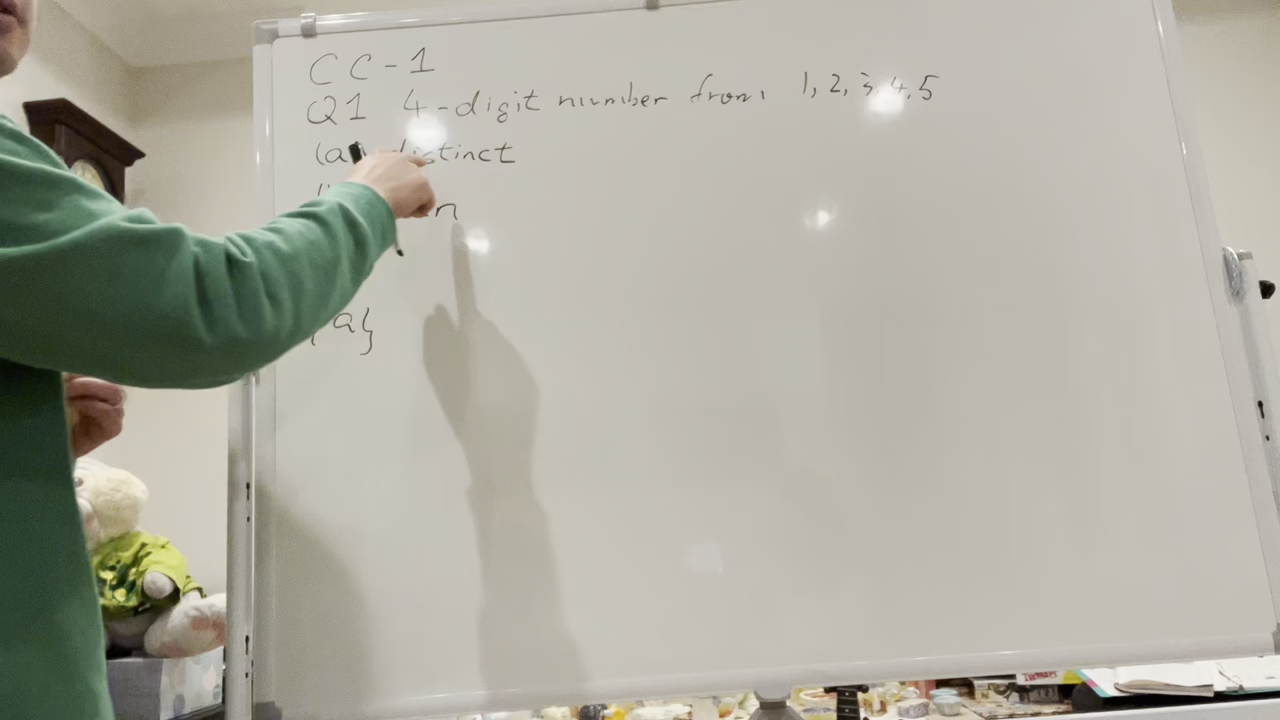 CC-1
Q1 4-digit number from: 1, 2, 3, 4, 5
(a) distinct
(a)